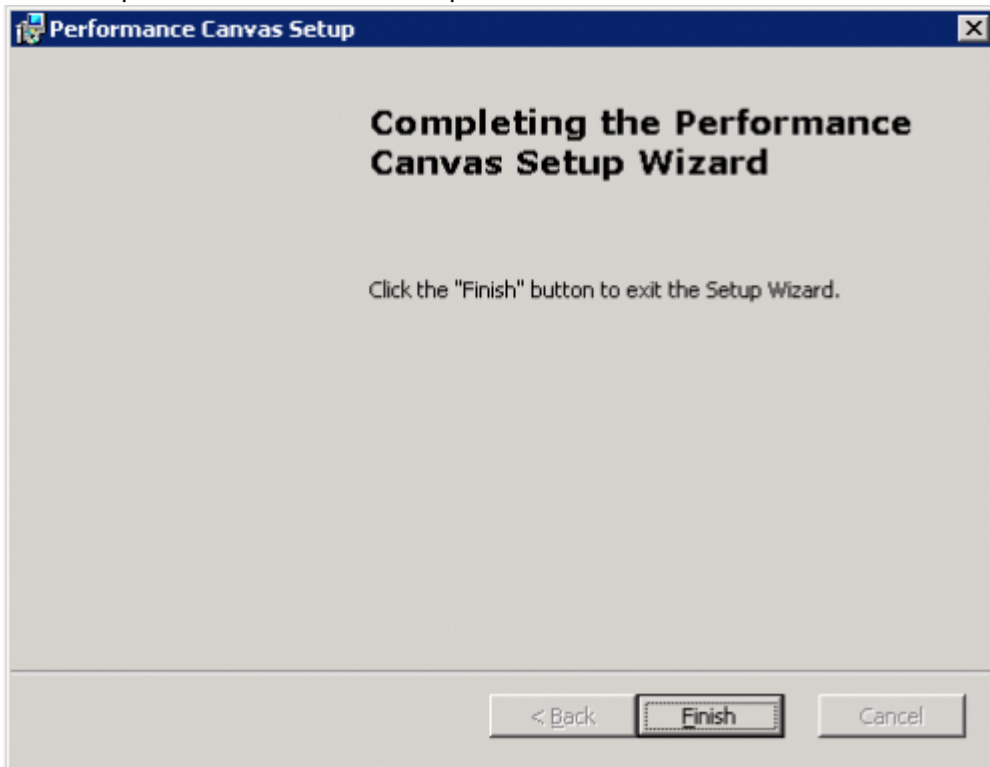 Performance Canvas Setup
Completing the Performance
Canvas Setup Wizard
Click the "Finish" button to exit the Setup Wizard.
< Back Finish Cancel